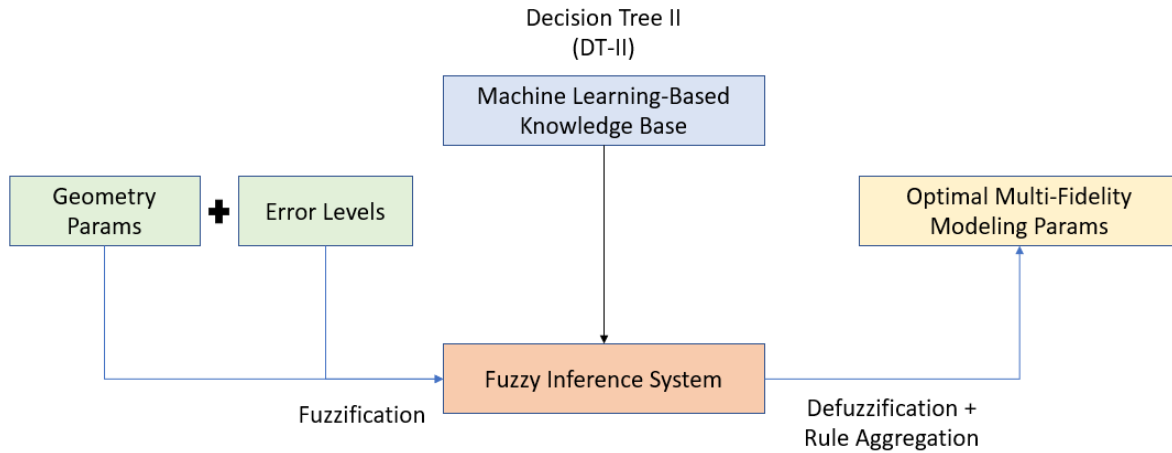 Decision Tree II
(DT-II)
Machine Learning-Based
Knowledge Base
Geometry
Params
Error Levels
Optimal Multi-Fidelity
Modeling Params
Fuzzy Inference System
Fuzzification
Defuzzification +
Rule Aggregation